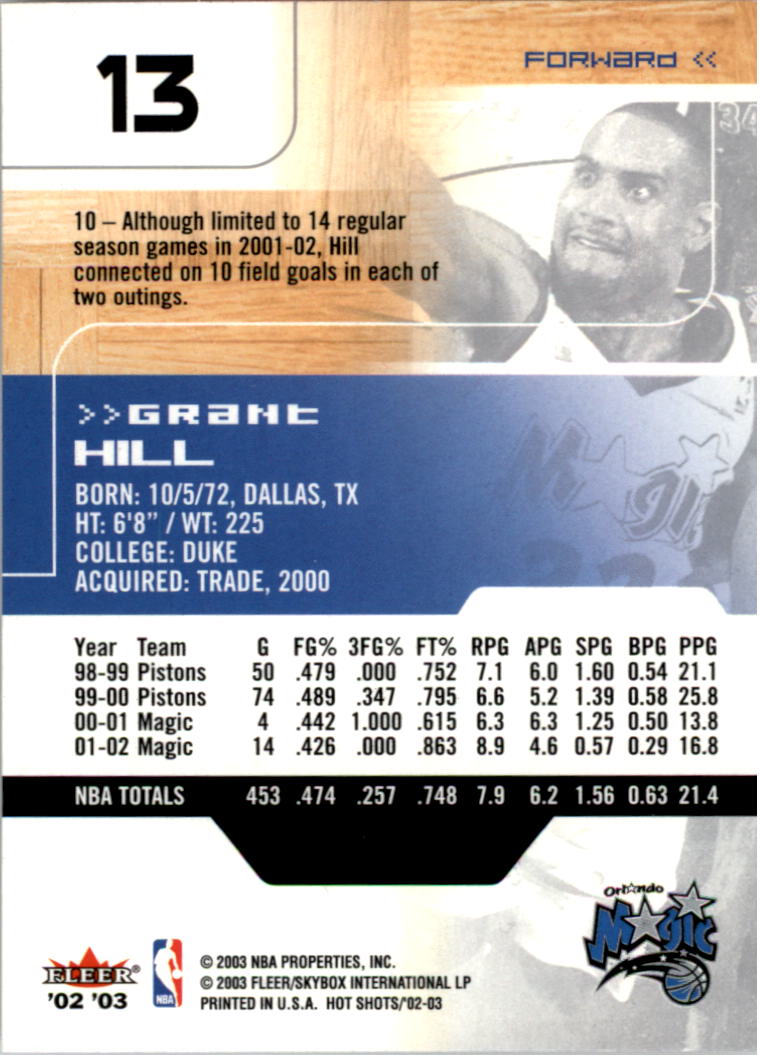 13
FORWARD <<
34
10 – Although limited to 14 regular
season games in 2001-02, Hill
connected on 10 field goals in each of
two outings.
>>GRANT
HILL
BORN: 10/5/72, DALLAS, TX
HT: 6'8" / WT: 225
COLLEGE: DUKE
ACQUIRED: TRADE, 2000
Magic
Year Team G FG% 3FG% FT% RPG APG SPG BPG PPG
98-99 Pistons 50 .479 .000 .752 7.1 6.0 1.60 0.54 21.1
99-00 Pistons 74 .489 .347 .795 6.6 5.2 1.39 0.58 25.8
00-01 Magic 4 .442 1.000 .615 6.3 6.3 1.25 0.50 13.8
01-02 Magic 14 .426 .000 .863 8.9 4.6 0.57 0.29 16.8
NBA TOTALS 453 .474 .257 .748 7.9 6.2 1.56 0.63 21.4
Orlando
Magic
FLEER®
'02 '03
NBA
© 2003 NBA PROPERTIES, INC.
© 2003 FLEER/SKYBOX INTERNATIONAL LP
PRINTED IN U.S.A. HOT SHOTS/'02-03